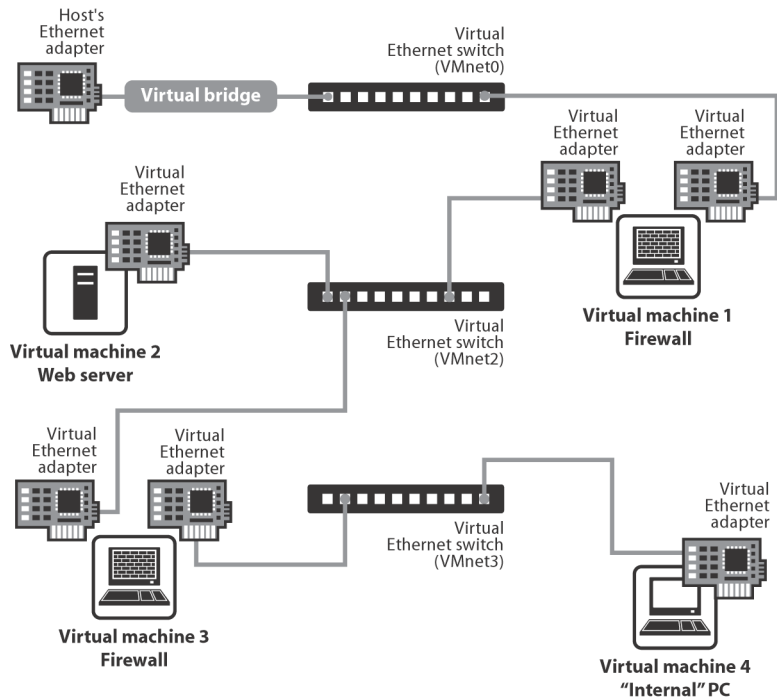 Host's
Ethernet
adapter
Virtual bridge
Virtual
Ethernet switch
(VMnet0)
Virtual
Ethernet
adapter
Virtual
Ethernet
adapter
Virtual machine 1
Firewall
Virtual
Ethernet
adapter
Virtual machine 2
Web server
Virtual
Ethernet switch
(VMnet2)
Virtual
Ethernet
adapter
Virtual
Ethernet
adapter
Virtual machine 3
Firewall
Virtual
Ethernet switch
(VMnet3)
Virtual
Ethernet
adapter
Virtual machine 4
“Internal” PC